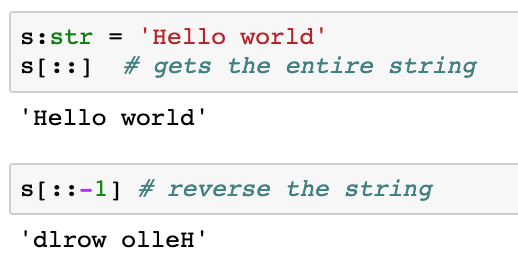 s:str = 'Hello world'
s[::]  # gets the entire string
'Hello world'
s[::-1] # reverse the string
'dlrow olleH'